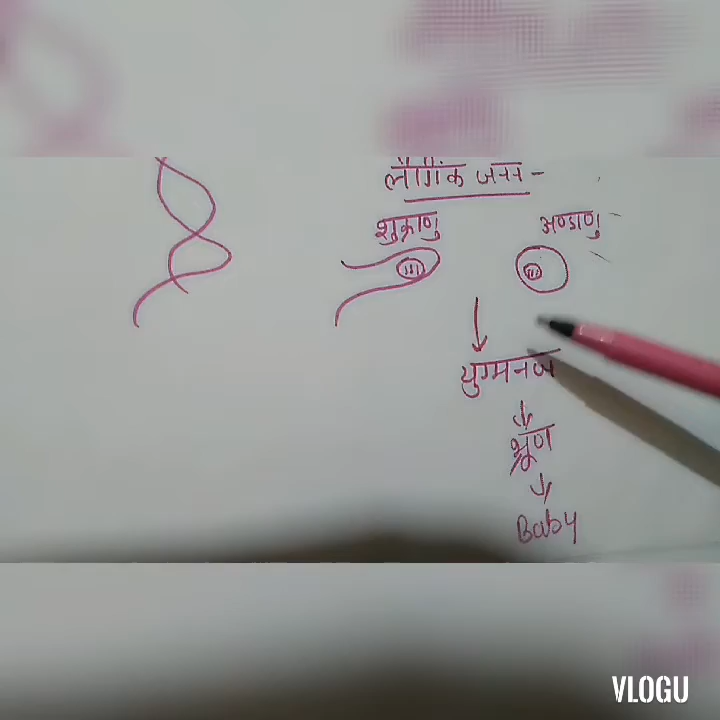 लैंगिक जनन -
शुक्राणु
अण्डाणु
युग्मनज
भ्रूण
Baby
VLOGU